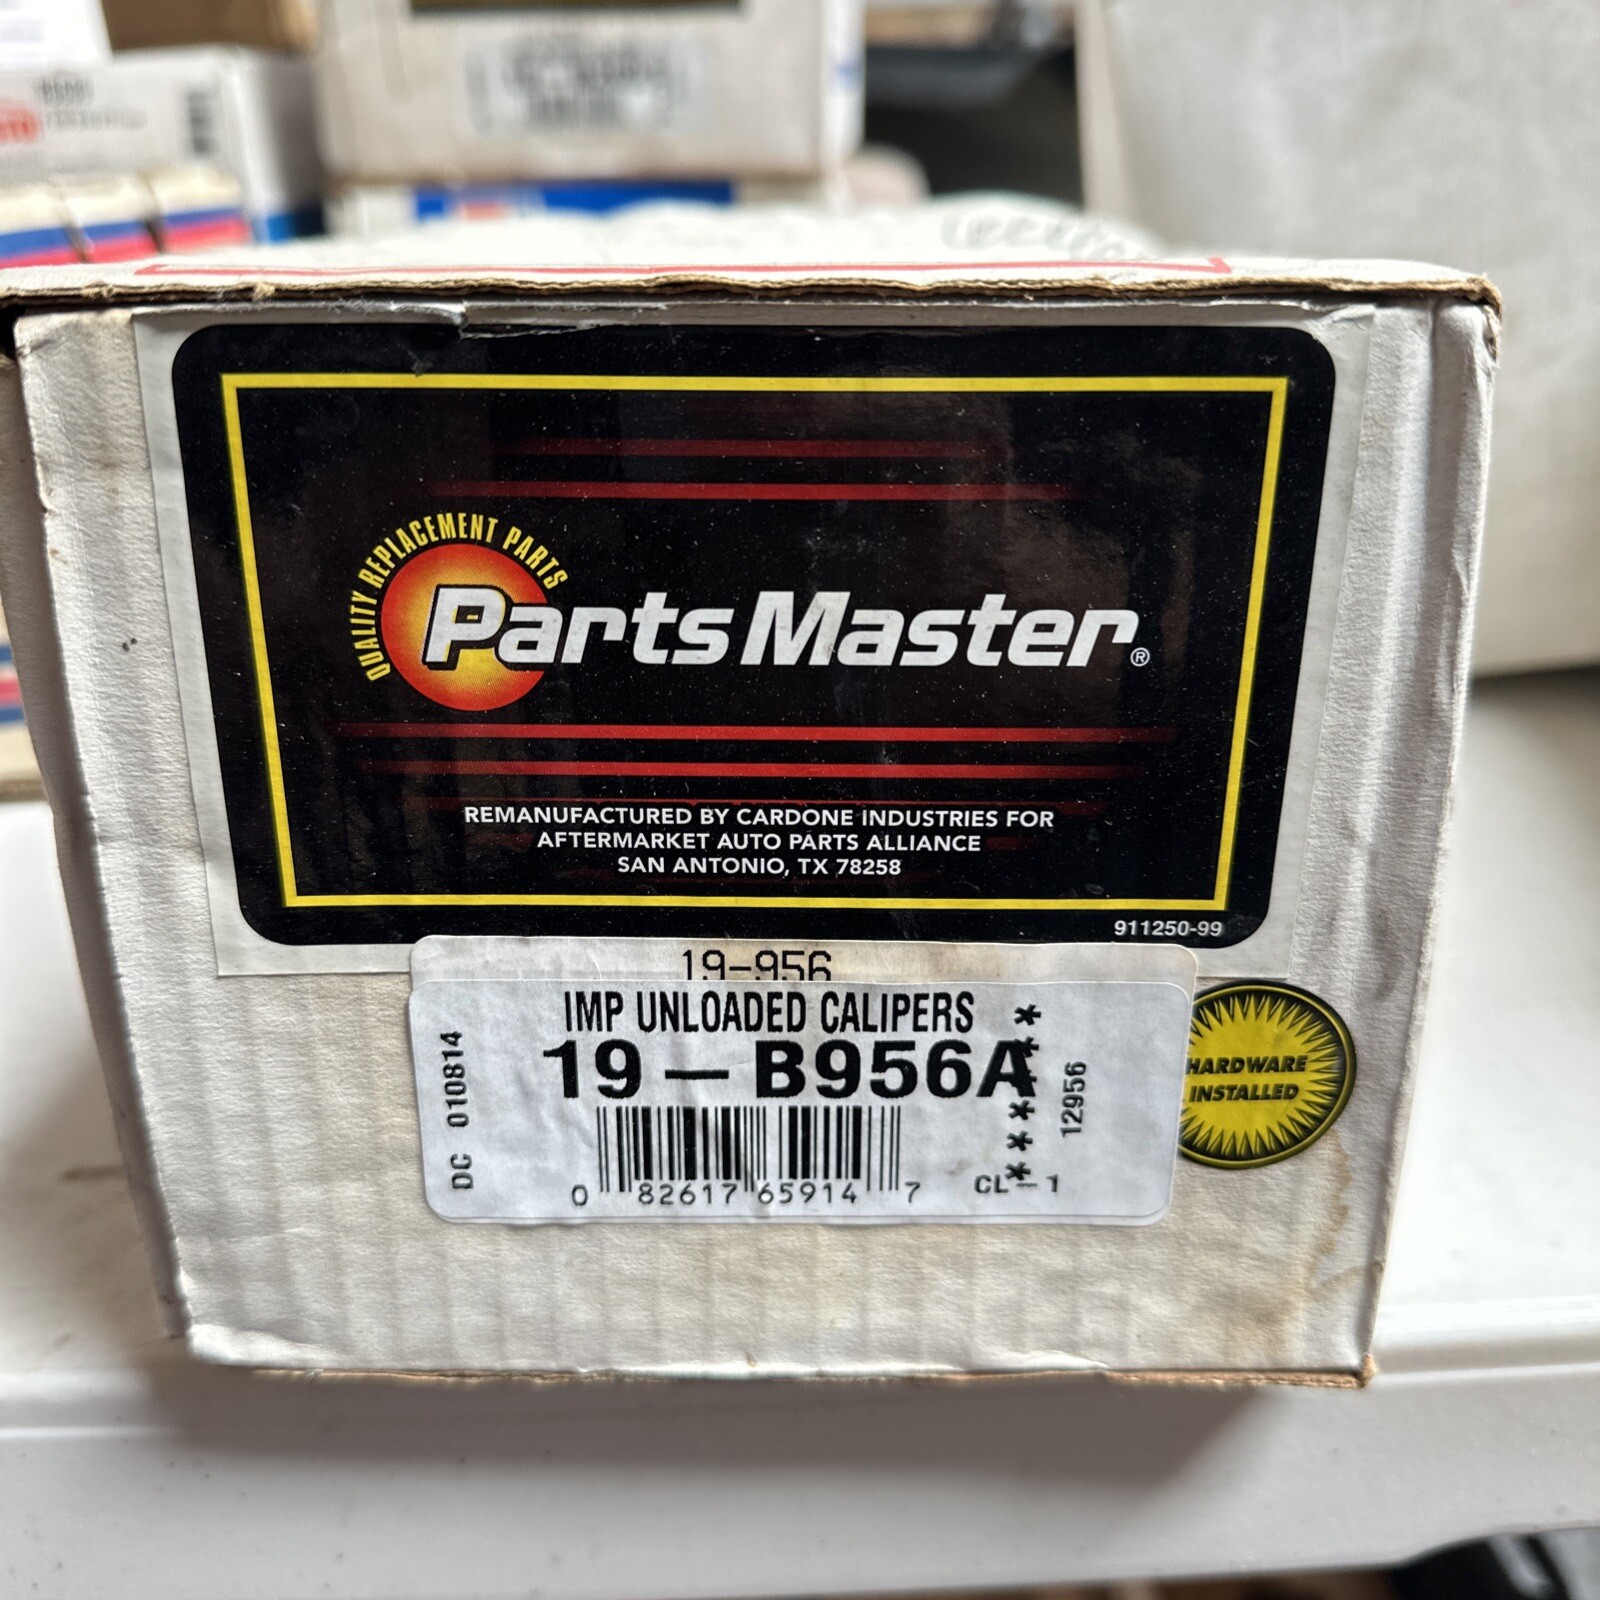 QUALITY REPLACEMENT PARTS
Parts Master®
REMANUFACTURED BY CARDONE INDUSTRIES FOR
AFTERMARKET AUTO PARTS ALLIANCE
SAN ANTONIO, TX 78258
911250-99
19-956
IMP UNLOADED CALIPERS
19-B956A
DC 010814
*****
12956
0 82617 65914 7
CL-1
HARDWARE
INSTALLED